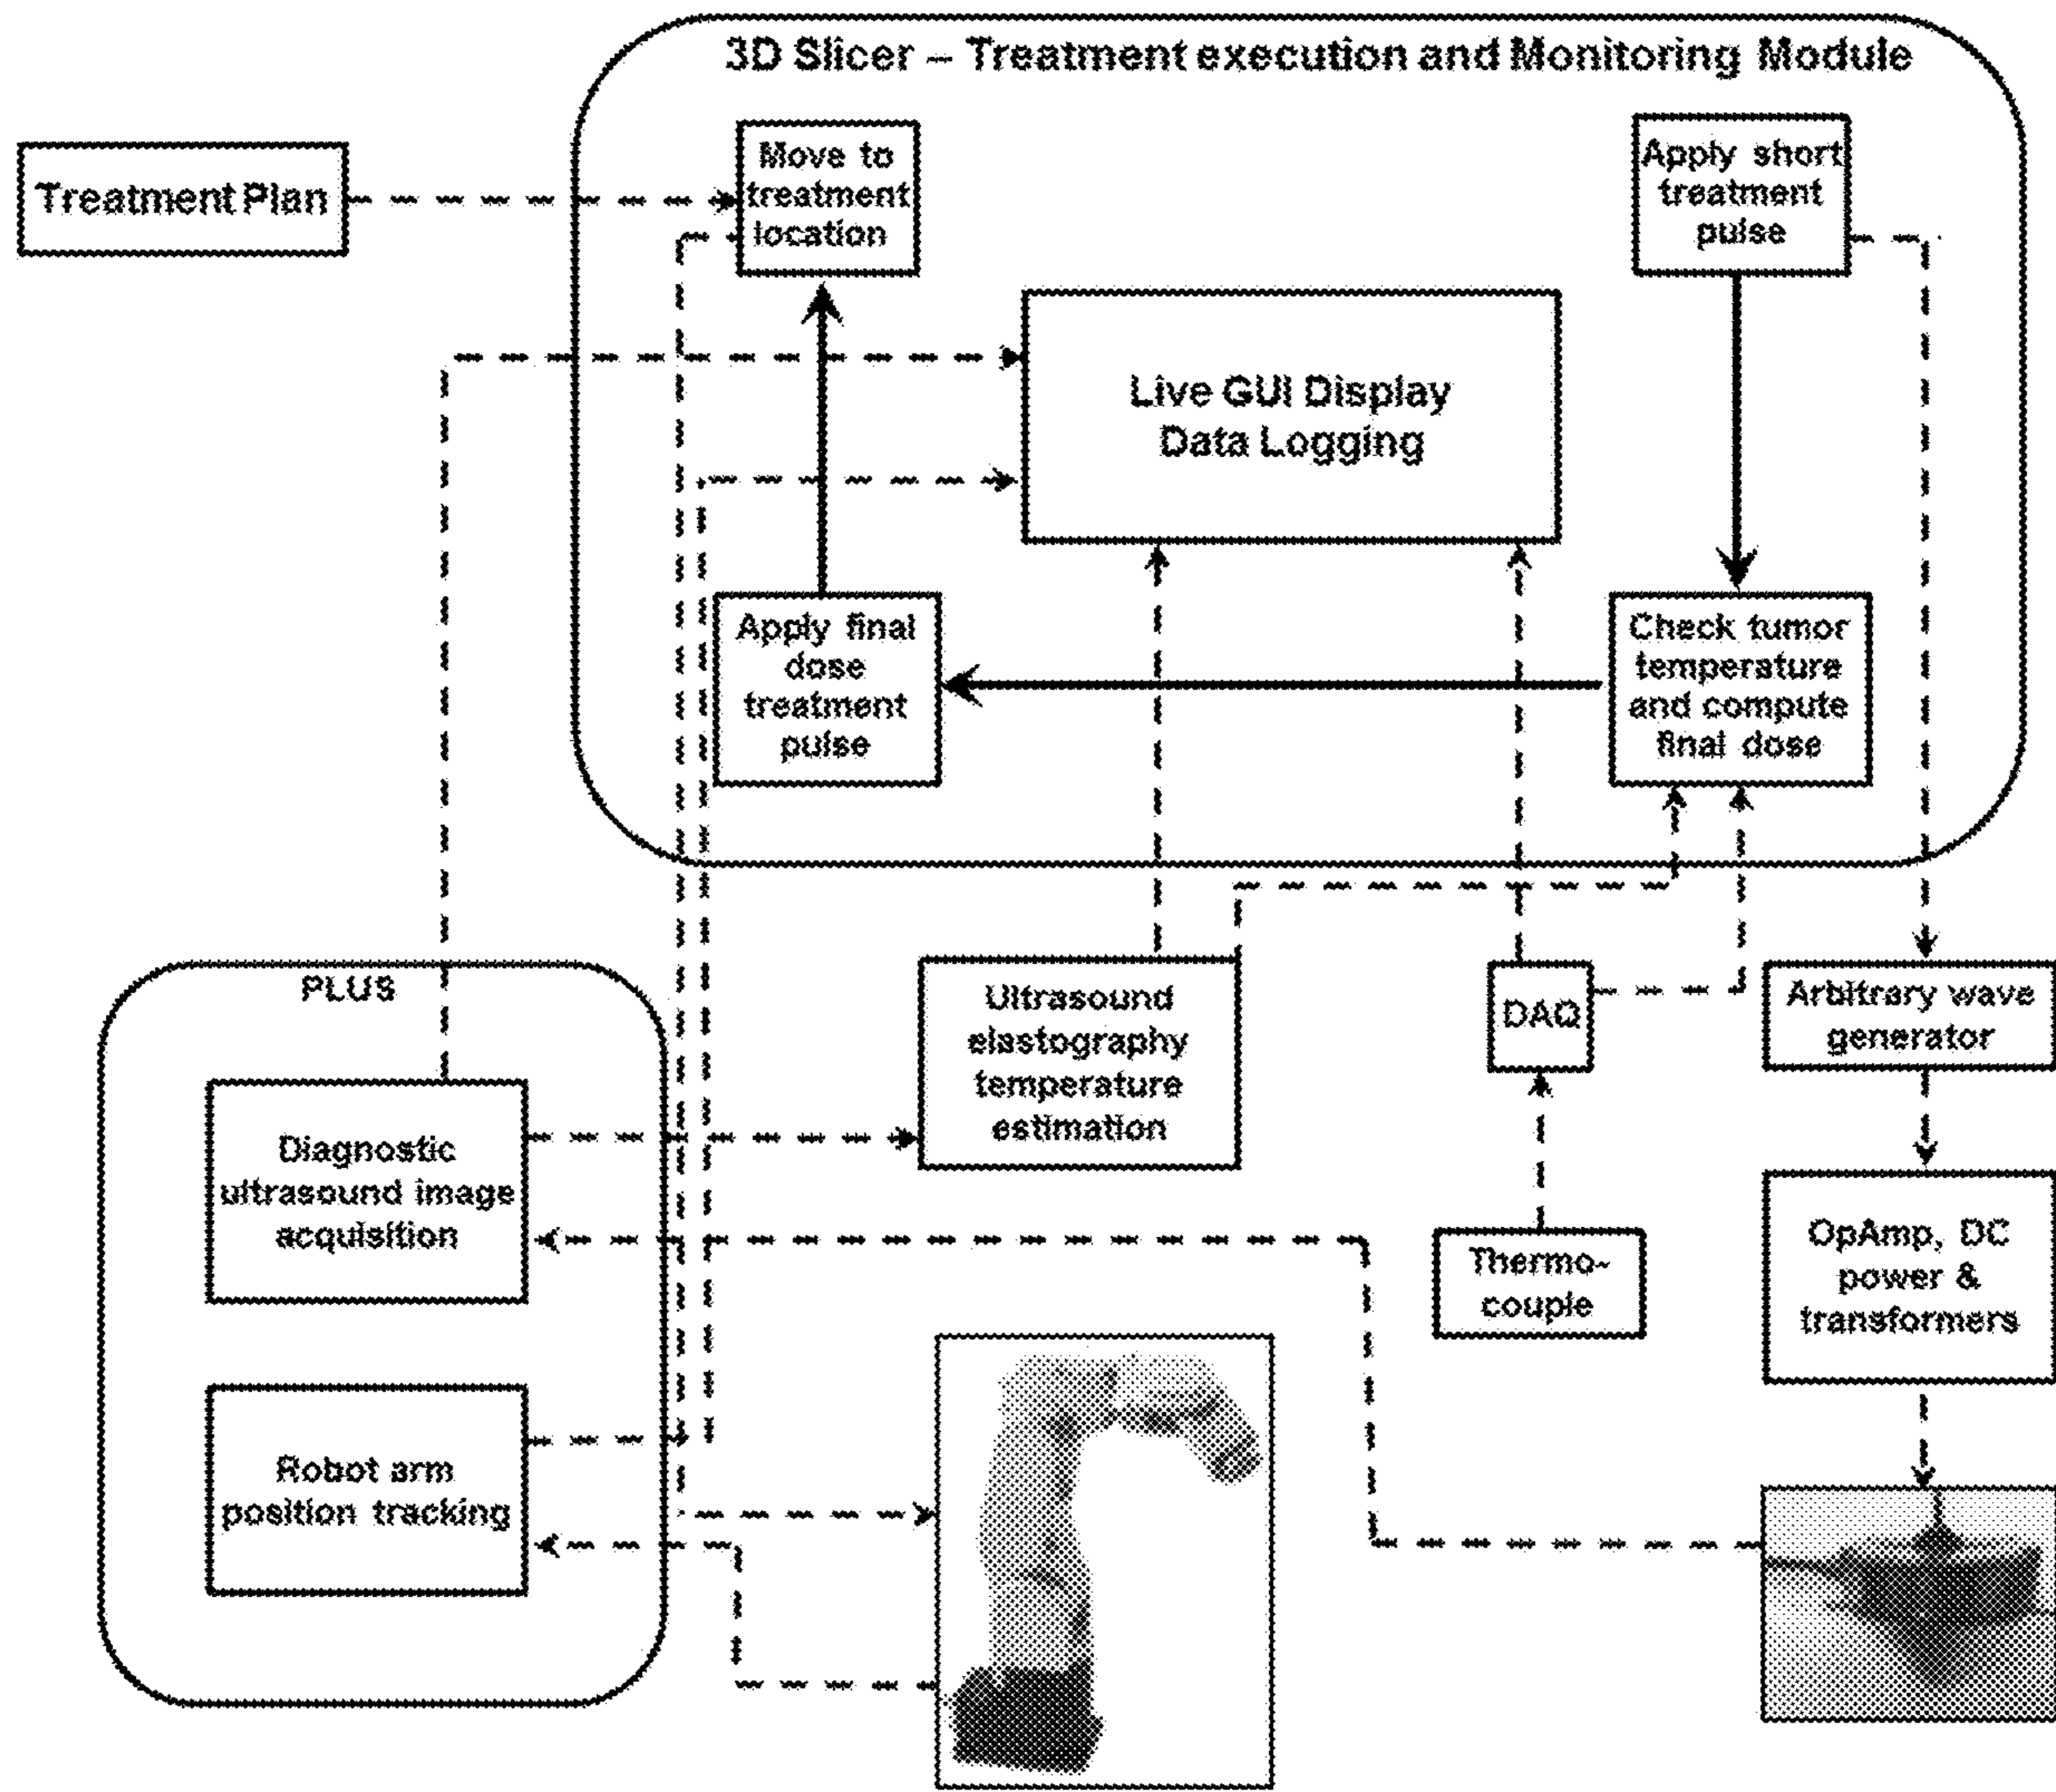 3D Slicer – Treatment execution and Monitoring Module
Treatment Plan
Move to
treatment
location
Apply short
treatment
pulse
Live GUI Display
Data Logging
Apply final
dose
treatment
pulse
Check tumor
temperature
and compute
final dose
PLUS
Diagnostic
ultrasound image
acquisition
Robot arm
position tracking
Ultrasound
elastography
temperature
estimation
DAQ
Thermo-
couple
Arbitrary wave
generator
OpAmp, DC
power &
transformers